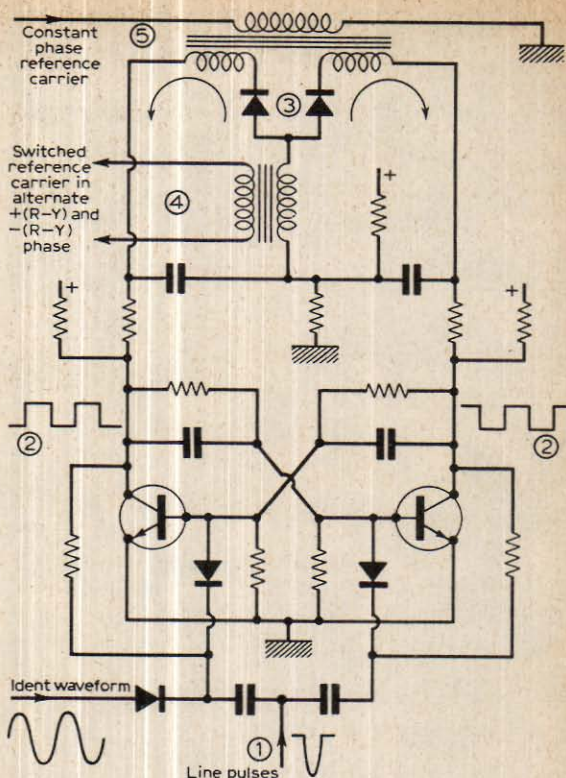 ⑤
Constant
phase
reference
carrier
③
Switched
reference
carrier in
alternate
+(R–Y) and
–(R–Y)
phase
④
+
+
+
②
②
Ident waveform
①
Line pulses